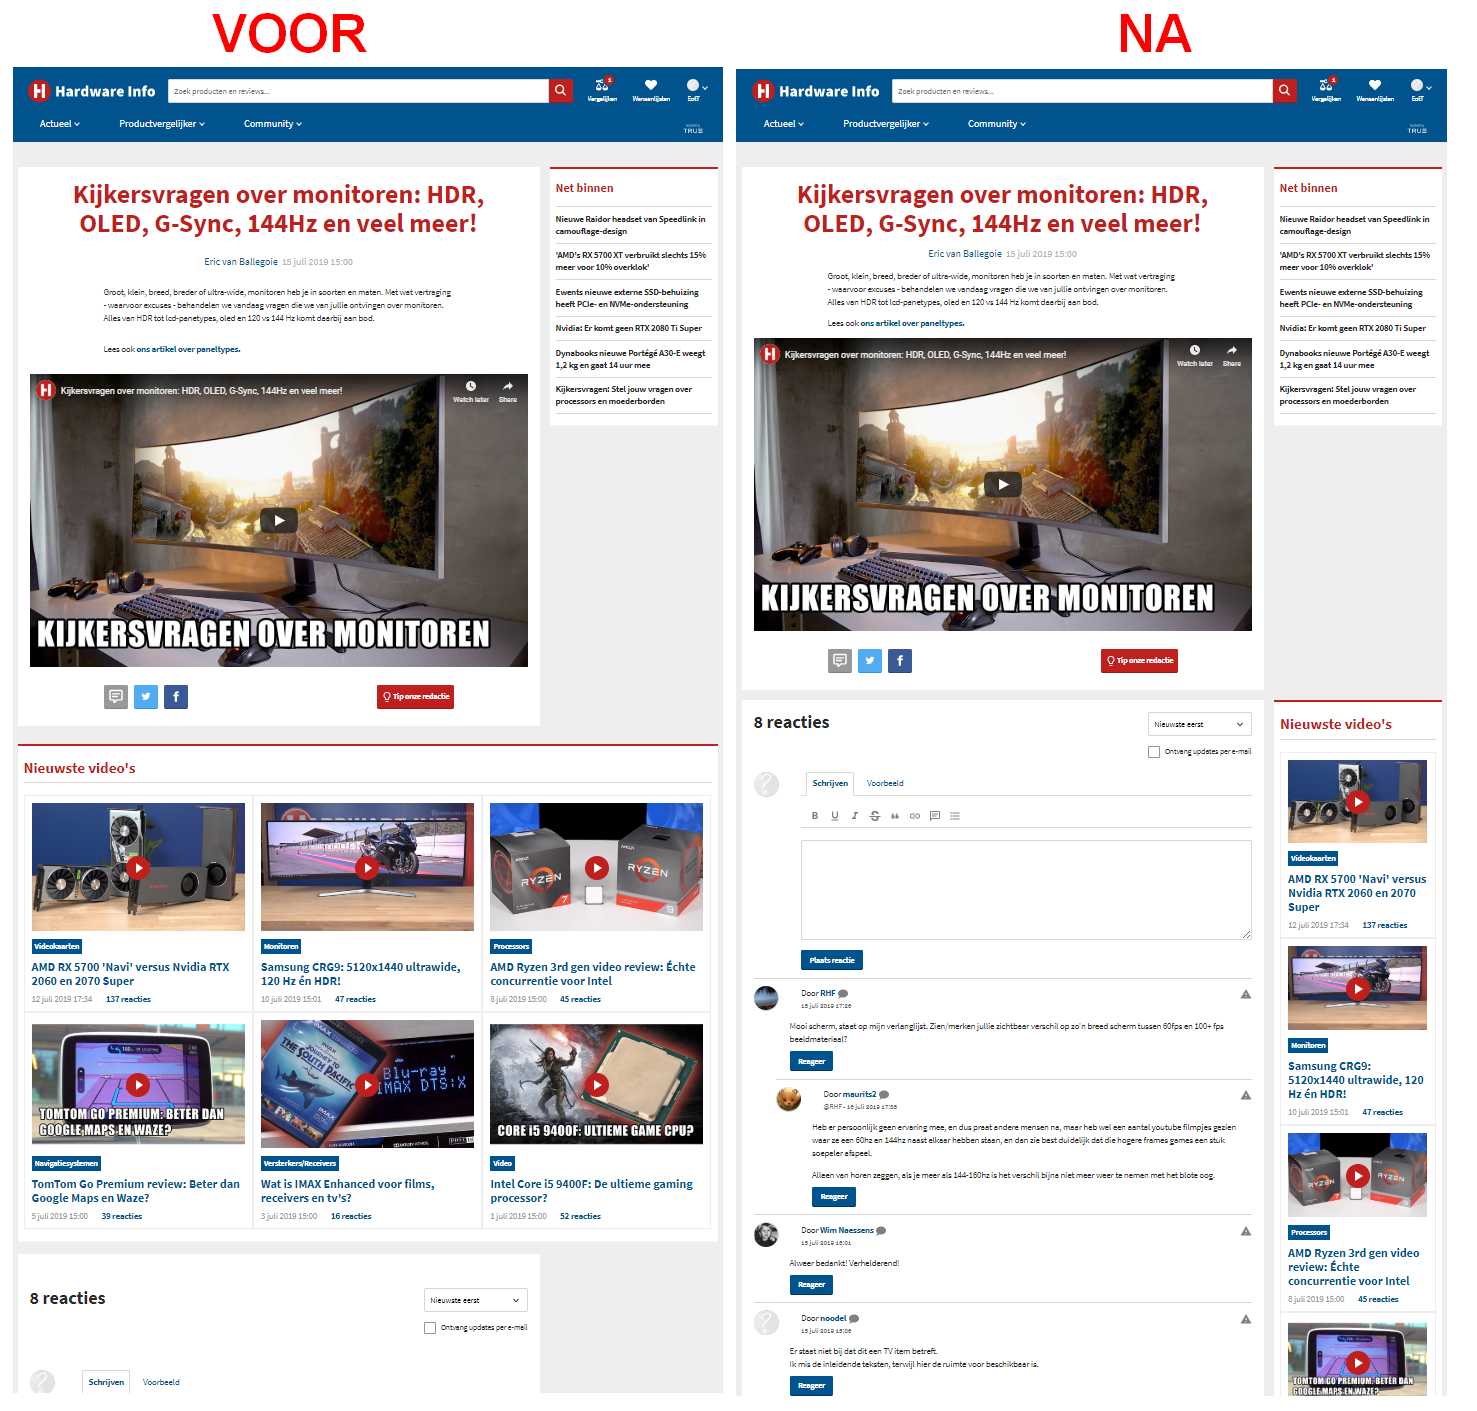 VOOR
Hardware Info
Zoek producten en reviews...
1
Vergelijken
Wensenlijsten
EofT
Actueel
Productvergelijker
Community
TRUE
Kijkersvragen over monitoren: HDR,
OLED, G-Sync, 144Hz en veel meer!
Eric van Ballegoie 15 juli 2019 15:00
Groot, klein, breed, breder of ultra-wide, monitoren heb je in soorten en maten. Met wat vertraging
- waarvoor excuses - behandelen we vandaag vragen die we van jullie ontvingen over monitoren.
Alles van HDR tot lcd-panetypes, oled en 120 vs 144 Hz komt daarbij aan bod.
Lees ook ons artikel over paneltypes.
Kijkersvragen over monitoren: HDR, OLED, G-Sync, 144Hz en veel meer!
Watch later
Share
KIJKERSVRAGEN OVER MONITOREN
Tip onze redactie
Net binnen
Nieuwe Raidor headset van Speedlink in
camouflage-design
'AMD's RX 5700 XT verbruikt slechts 15%
meer voor 10% overklok'
Ewents nieuwe externe SSD-behuizing
heeft PCIe- en NVMe-ondersteuning
Nvidia: Er komt geen RTX 2080 Ti Super
Dynabooks nieuwe Portégé A30-E weegt
1,2 kg en gaat 14 uur mee
Kijkersvragen: Stel jouw vragen over
processors en moederborden
Nieuwste video's
Videokaarten
AMD RX 5700 'Navi' versus Nvidia RTX
2060 en 2070 Super
12 juli 2019 17:34 137 reacties
Monitoren
Samsung CRG9: 5120x1440 ultrawide,
120 Hz én HDR!
10 juli 2019 15:01 47 reacties
RYZEN
7
RYZEN
9
Processors
AMD Ryzen 3rd gen video review: Échte
concurrentie voor Intel
8 juli 2019 15:00 45 reacties
TOMTOM GO PREMIUM: BETER DAN
GOOGLE MAPS EN WAZE?
Navigatiesystemen
TomTom Go Premium review: Beter dan
Google Maps en Waze?
5 juli 2019 15:00 39 reacties
IMAX
JOURNEY TO
THE SOUTH PACIFIC
Blu-ray
IMAX DTS:X
Versterkers/Receivers
Wat is IMAX Enhanced voor films,
receivers en tv's?
3 juli 2019 15:00 16 reacties
CORE I5 9400F: ULTIEME GAME CPU?
Video
Intel Core i5 9400F: De ultieme gaming
processor?
1 juli 2019 15:00 52 reacties
8 reacties
Nieuwste eerst
Ontvang updates per e-mail
Schrijven
Voorbeeld
NA
Hardware Info
Zoek producten en reviews...
1
Vergelijken
Wensenlijsten
EofT
Actueel
Productvergelijker
Community
TRUE
Kijkersvragen over monitoren: HDR,
OLED, G-Sync, 144Hz en veel meer!
Eric van Ballegoie 15 juli 2019 15:00
Groot, klein, breed, breder of ultra-wide, monitoren heb je in soorten en maten. Met wat vertraging
- waarvoor excuses - behandelen we vandaag vragen die we van jullie ontvingen over monitoren.
Alles van HDR tot lcd-panetypes, oled en 120 vs 144 Hz komt daarbij aan bod.
Lees ook ons artikel over paneltypes.
Kijkersvragen over monitoren: HDR, OLED, G-Sync, 144Hz en veel meer!
Watch later
Share
KIJKERSVRAGEN OVER MONITOREN
Tip onze redactie
Net binnen
Nieuwe Raidor headset van Speedlink in
camouflage-design
'AMD's RX 5700 XT verbruikt slechts 15%
meer voor 10% overklok'
Ewents nieuwe externe SSD-behuizing
heeft PCIe- en NVMe-ondersteuning
Nvidia: Er komt geen RTX 2080 Ti Super
Dynabooks nieuwe Portégé A30-E weegt
1,2 kg en gaat 14 uur mee
Kijkersvragen: Stel jouw vragen over
processors en moederborden
8 reacties
Nieuwste eerst
Ontvang updates per e-mail
Schrijven
Voorbeeld
B U I S
Plaats reactie
Door RHF
15 juli 2019 17:26
Mooi scherm, staat op mijn verlanglijst. Zien/merken jullie zichtbaar verschil op zo'n breed scherm tussen 60fps en 100+ fps
beeldmateriaal?
Reageer
Door maurits2
@RHF - 16 juli 2019 17:55
Heb er persoonlijk geen ervaring mee, en dus praat andere mensen na, maar heb wel een aantal youtube filmpjes gezien
waar ze een 60hz en 144hz naast elkaar hebben staan, en dan zie best duidelijk dat die hogere frames games een stuk
soepeler afspeel.
Alleen van horen zeggen, als je meer als 144-160hz is het verschil bijna niet meer weer te nemen met het blote oog.
Reageer
Door Wim Naessens
15 juli 2019 16:01
Alweer bedankt! Verhelderend!
Reageer
Door noodel
15 juli 2019 15:06
Er staat niet bij dat dit een TV item betreft.
Ik mis de inleidende teksten, terwijl hier de ruimte voor beschikbaar is.
Reageer
Nieuwste video's
Videokaarten
AMD RX 5700 'Navi' versus
Nvidia RTX 2060 en 2070
Super
12 juli 2019 17:34 137 reacties
Monitoren
Samsung CRG9:
5120x1440 ultrawide, 120
Hz én HDR!
10 juli 2019 15:01 47 reacties
RYZEN
RYZEN
Processors
AMD Ryzen 3rd gen video
review: Échte
concurrentie voor Intel
8 juli 2019 15:00 45 reacties
TOMTOM GO PREMIUM: BETER DAN
GOOGLE MAPS EN WAZE?